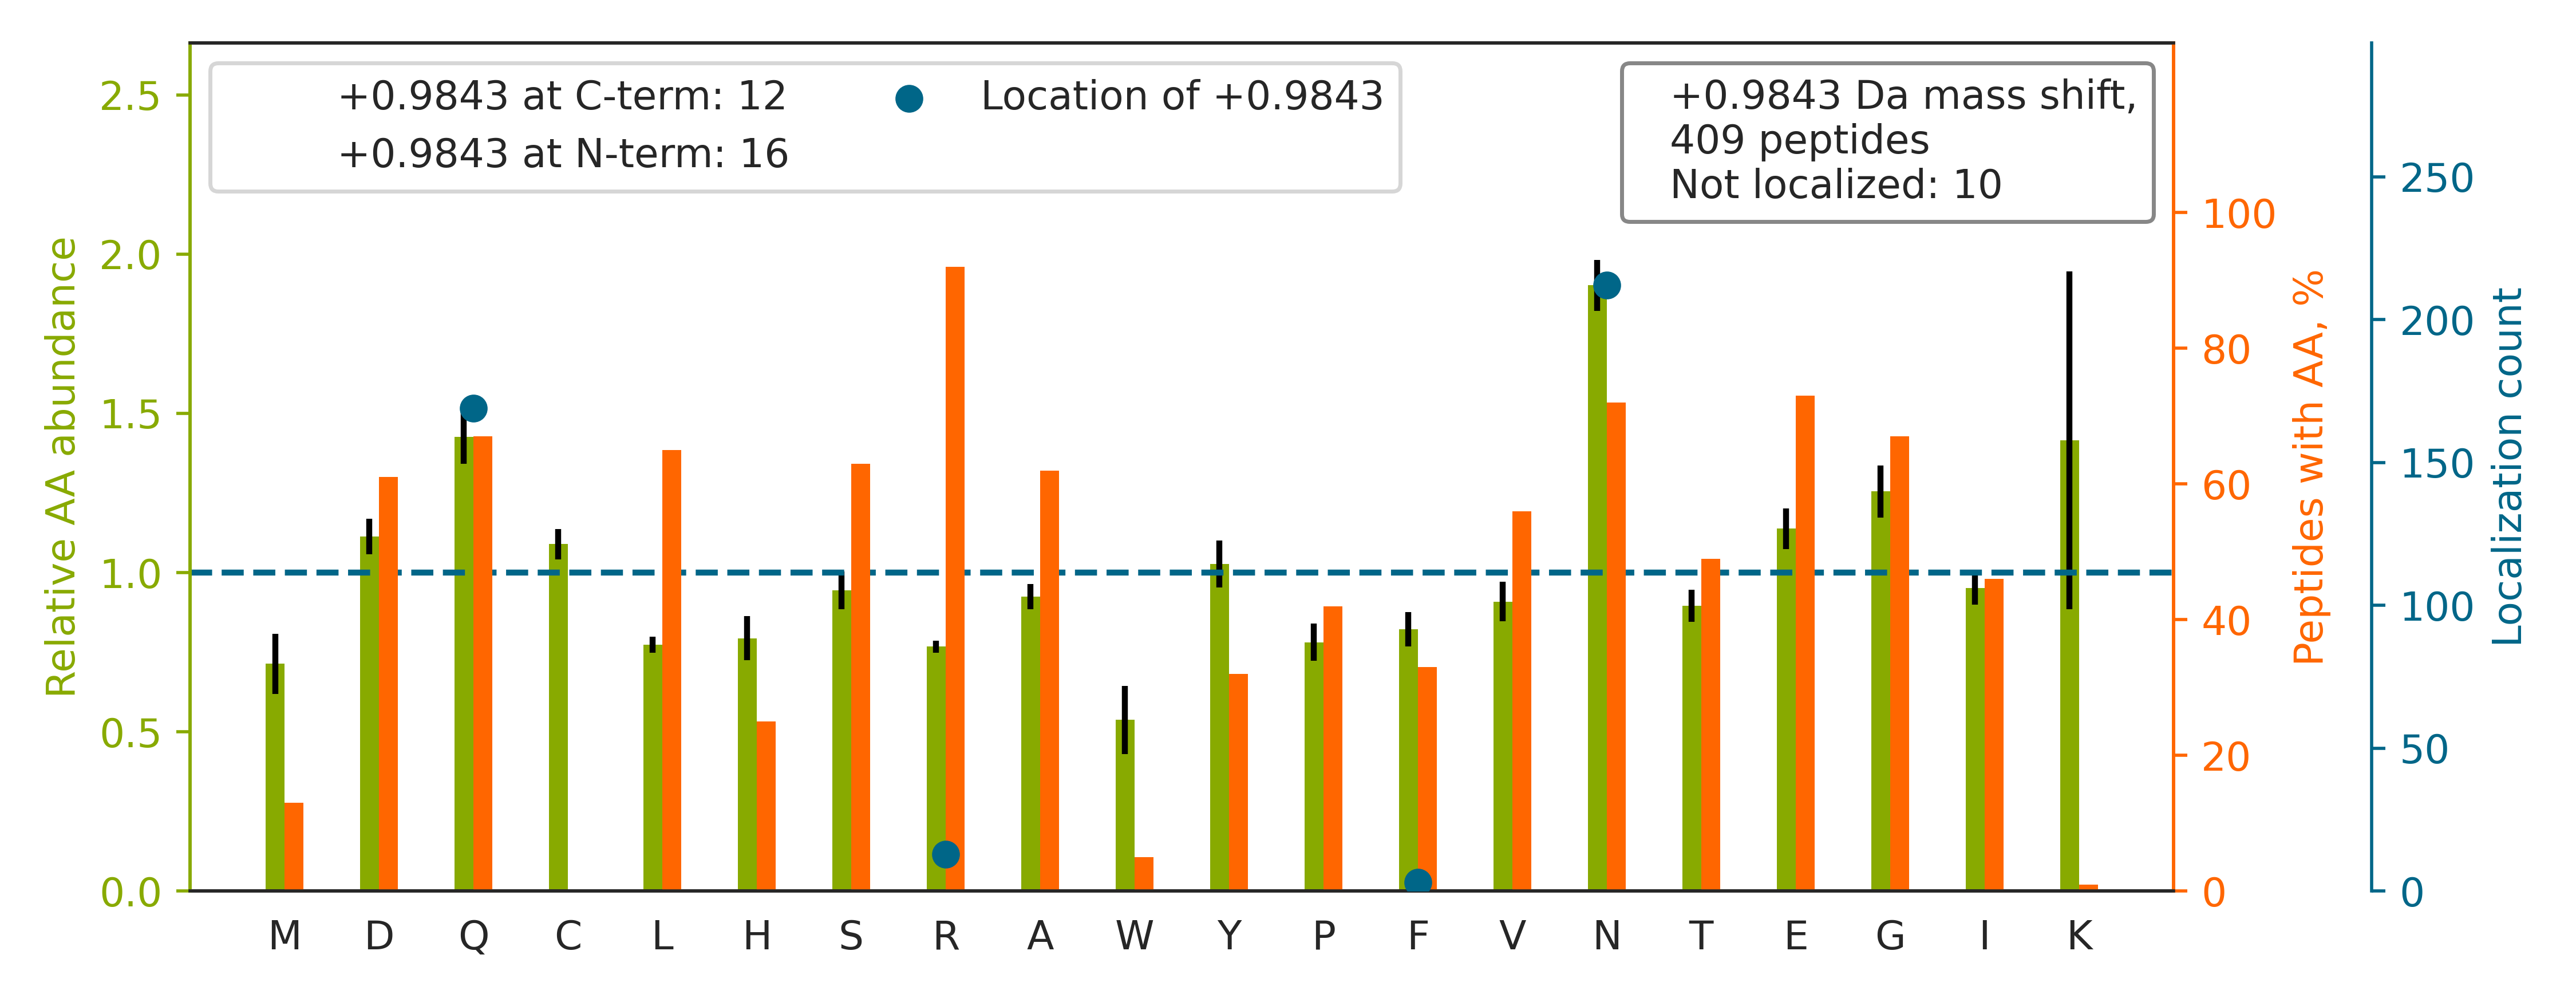 +0.9843 at C-term: 12
+0.9843 at N-term: 16
Location of +0.9843
+0.9843 Da mass shift,
409 peptides
Not localized: 10
Relative AA abundance
2.5
2.0
1.5
1.0
0.5
0.0
100
80
60
40
20
0
Peptides with AA, %
250
200
150
100
50
0
Localization count
M D Q C L H S R A W Y P F V N T E G I K